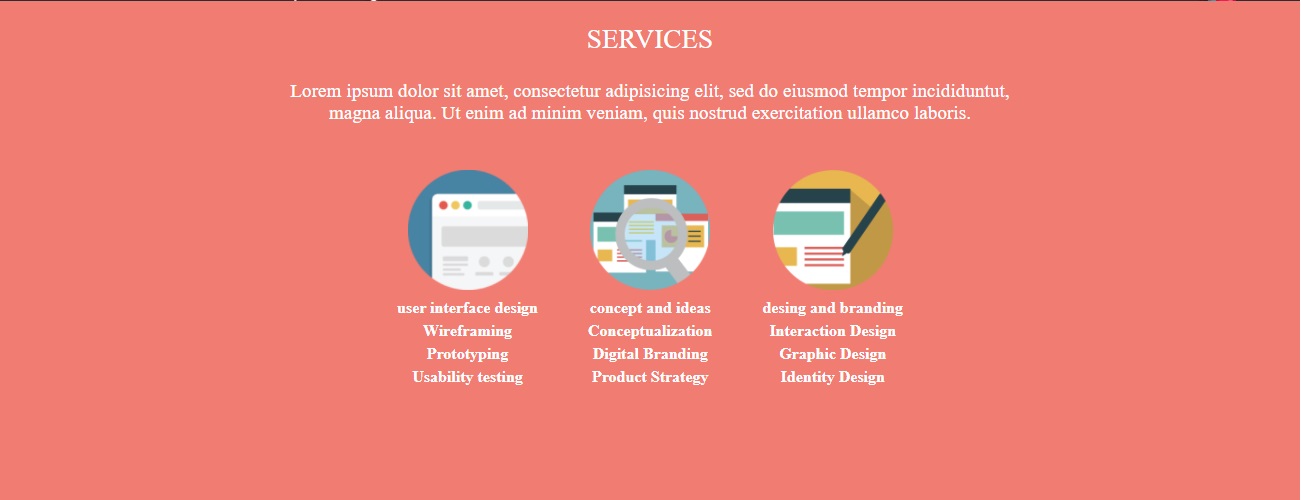 SERVICES
Lorem ipsum dolor sit amet, consectetur adipisicing elit, sed do eiusmod tempor incididuntut,
magna aliqua. Ut enim ad minim veniam, quis nostrud exercitation ullamco laboris.
user interface design
Wireframing
Prototyping
Usability testing
concept and ideas
Conceptualization
Digital Branding
Product Strategy
desing and branding
Interaction Design
Graphic Design
Identity Design